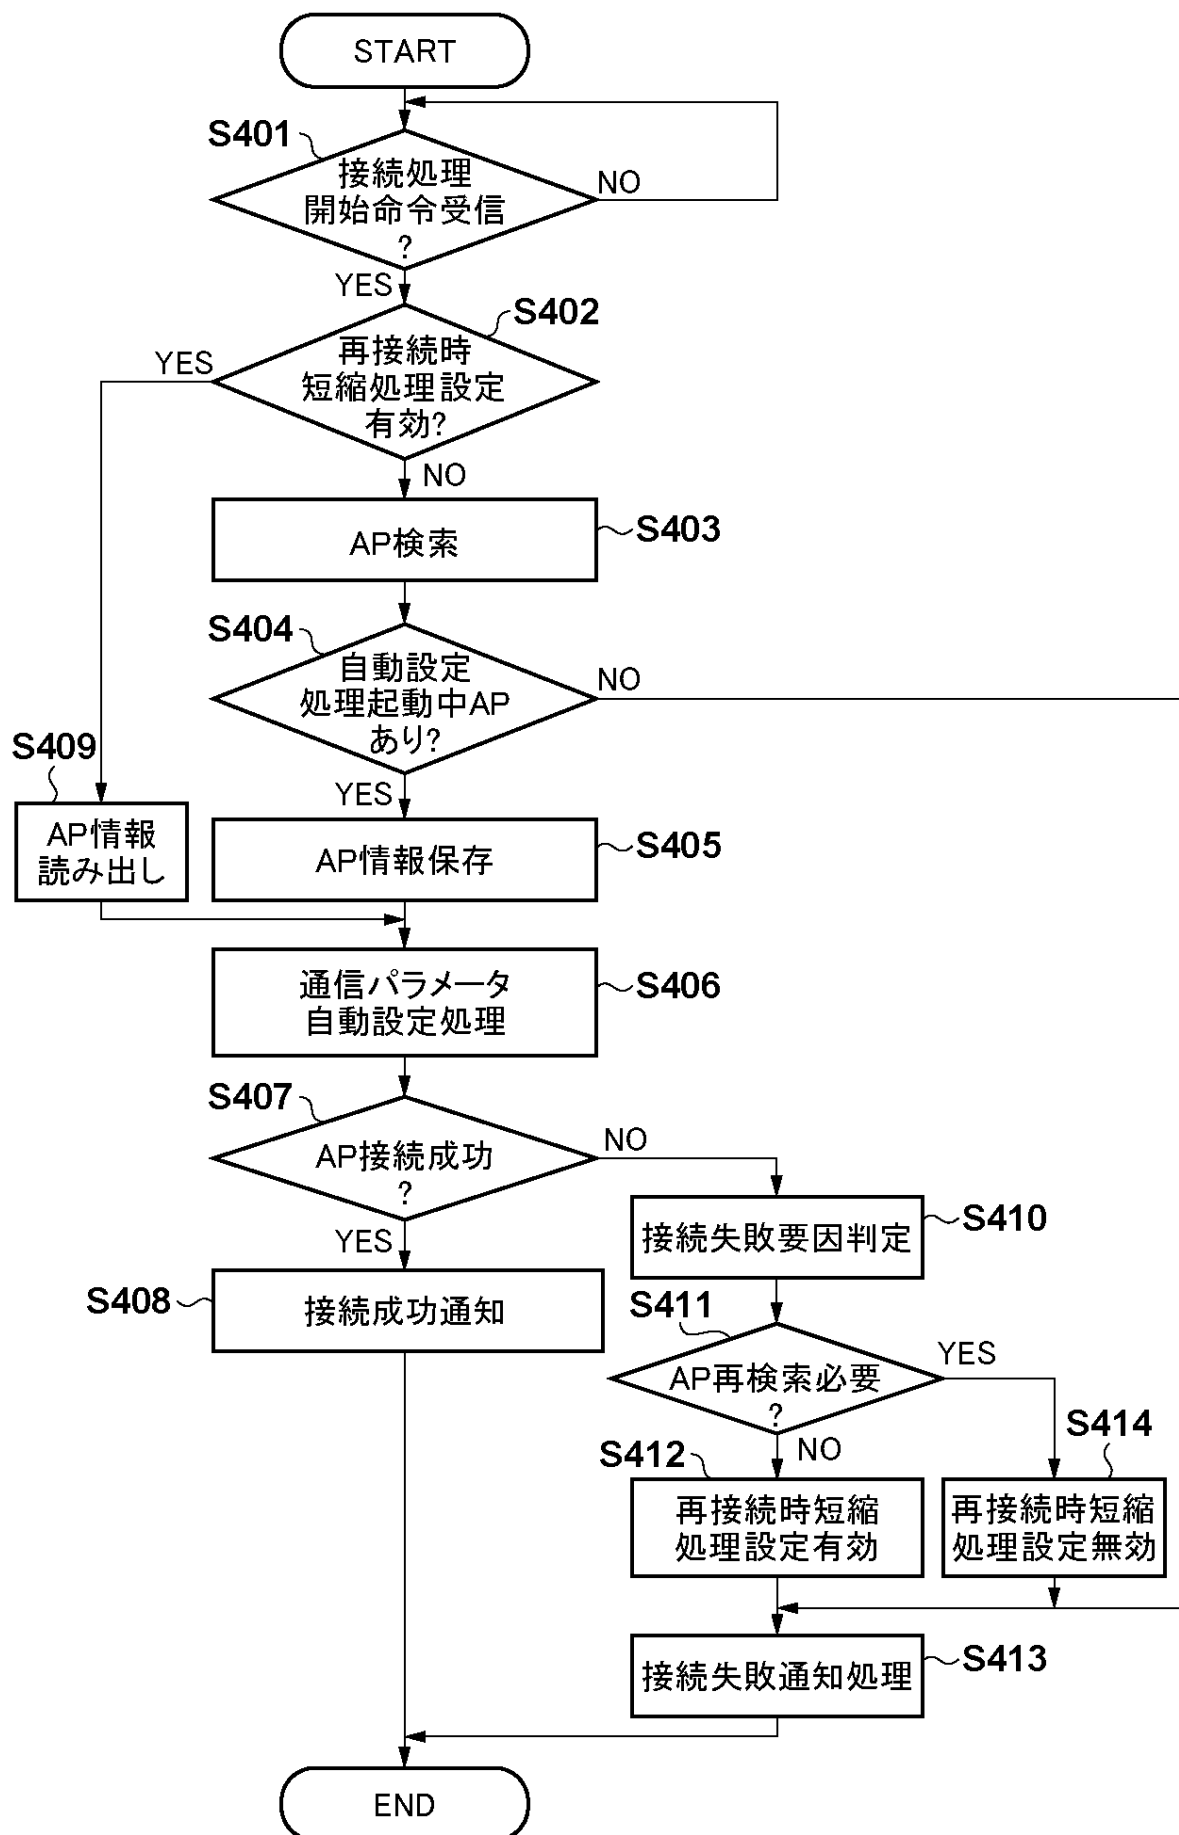 START
S401
接続処理
開始命令受信
?
NO
YES
S402
再接続時
短縮処理設定
有効?
YES
NO
S403
AP検索
S404
自動設定
処理起動中AP
あり?
NO
YES
S409
AP情報
読み出し
S405
AP情報保存
S406
通信パラメータ
自動設定処理
S407
AP接続成功
?
NO
YES
S408
接続成功通知
S410
接続失敗要因判定
S411
AP再検索必要
?
YES
NO
S412
再接続時短縮
処理設定有効
S414
再接続時短縮
処理設定無効
S413
接続失敗通知処理
END